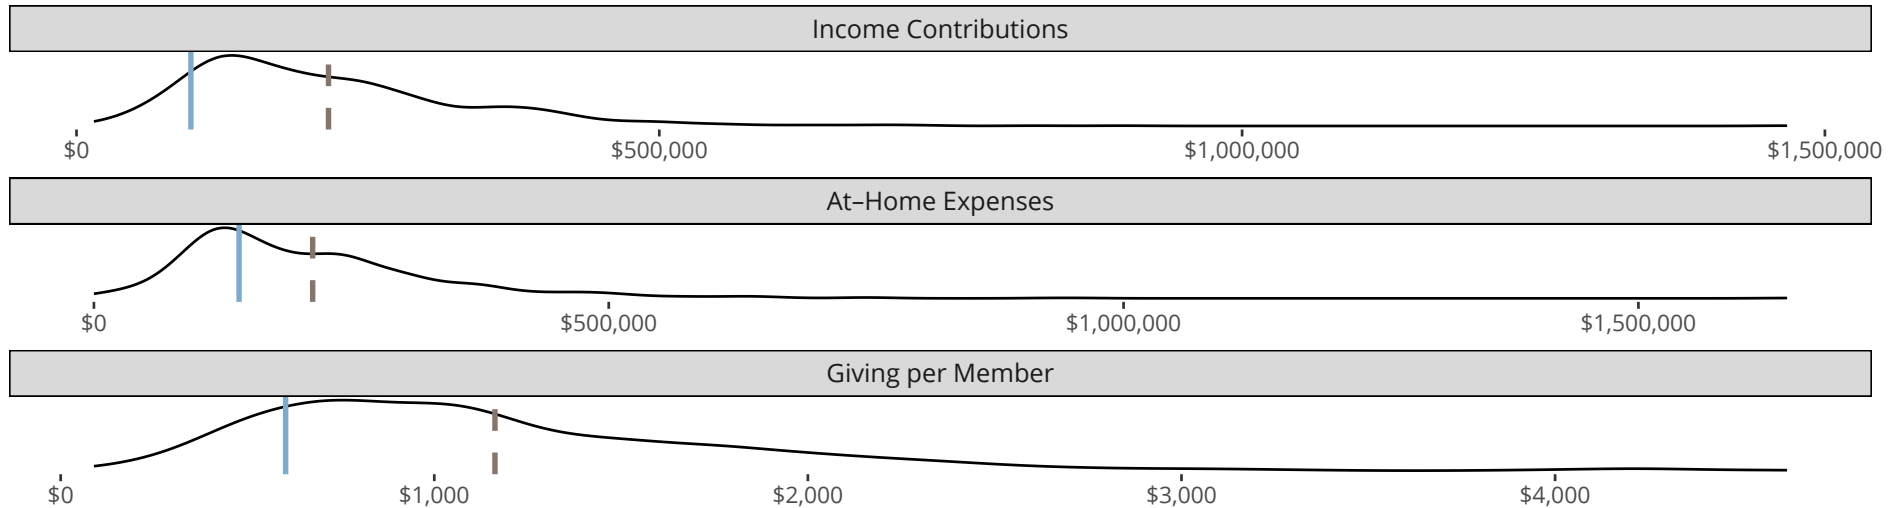 Income Contributions
$0 $500,000 $1,000,000 $1,500,000
At–Home Expenses
$0 $500,000 $1,000,000 $1,500,000
Giving per Member
$0 $1,000 $2,000 $3,000 $4,000